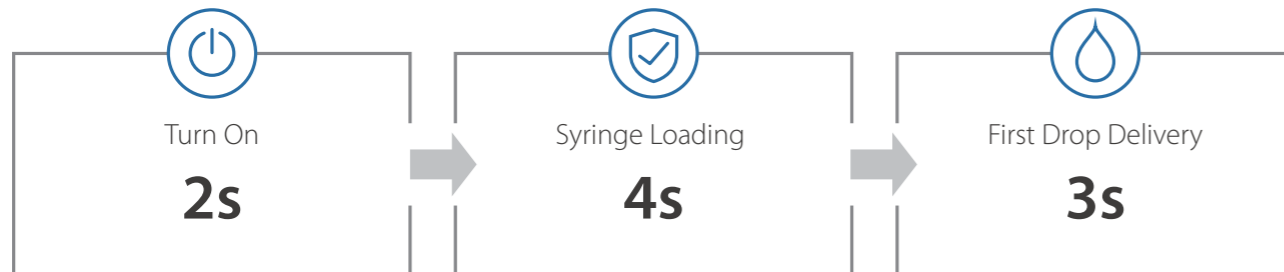 Turn On
2s
Syringe Loading
4s
First Drop Delivery
3s